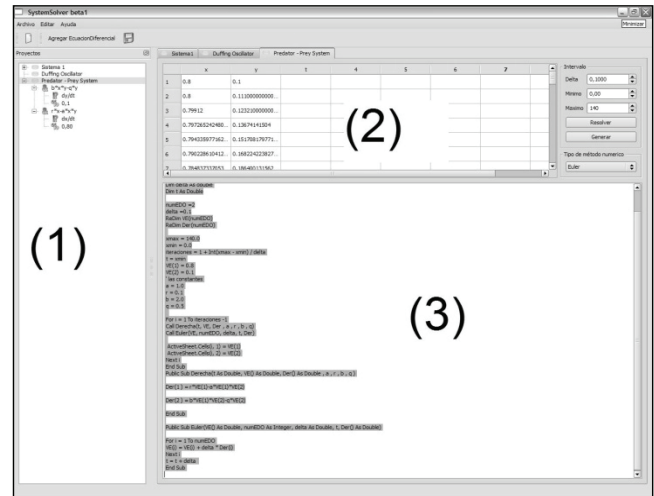 SystemSolver beta1
Archivo Editar Ayuda
Minimizar
Agregar EcuacionDiferencial
Proyectos
Sistema 1
Duffing Oscillator
Predator - Prey System
b*x*y-q*y
dy/dt
0,1
r*x-a*x*y
dx/dt
0,80
(1)
Sistema1 Duffing Oscillator Predator - Prey System
x y t 4 5 6 7
1 0.8 0.1
2 0.8 0.111000000000...
3 0.79912 0.123210000000...
4 0.797265242480... 0.13674141504
5 0.794335977162... 0.151758179771...
6 0.790228610412... 0.168224223827...
7
(2)
Intervalo
Delta 0,1000
Minimo 0,00
Maximo 140
Resolver
Generar
Tipo de método numerico
Euler
Dim delta As double
Dim t As Double
numEDO =2
delta =0.1
ReDim VE(numEDO)
ReDim Der(numEDO)
xmax = 140.0
xmin = 0.0
iteraciones = 1 + Int(xmax - xmin) / delta
t = xmin
VE(1) = 0.8
VE(2) = 0.1
' las constantes
a = 1.0
r = 0.1
b = 2.0
q = 0.5
For i = 1 To iteraciones -1
Call Derecha(t, VE, Der , a , r , b , q)
Call Euler(VE, numEDO, delta, t, Der)
ActiveSheet.Cells(i, 1) = VE(1)
ActiveSheet.Cells(i, 2) = VE(2)
Next i
End Sub
Public Sub Derecha(t As Double, VE() As Double, Der() As Double , a , r , b , q )
Der(1) = r*VE(1)-a*VE(1)*VE(2)
Der(2) = b*VE(1)*VE(2)-q*VE(2)
End Sub
Public Sub Euler(VE() As Double, numEDO As Integer, delta As Double, t, Der() As Double)
For i = 1 To numEDO
VE(i) = VE(i) + delta * Der(i)
Next i
t = t + delta
End Sub
(3)